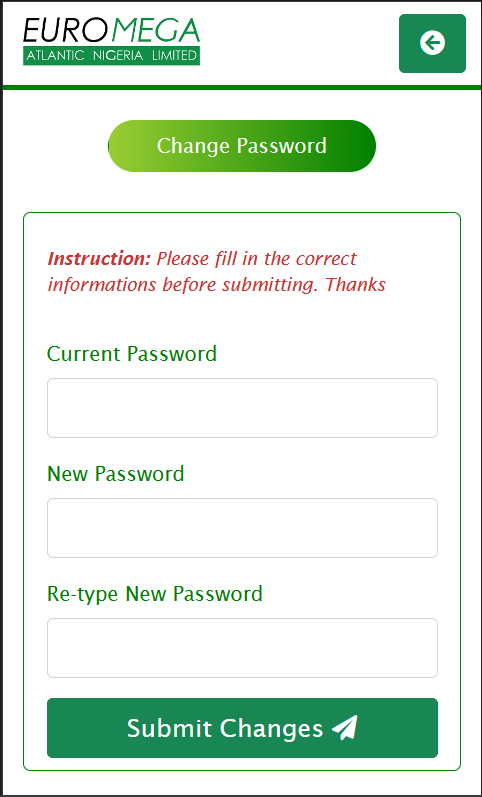 EUROMEGA
ATLANTIC NIGERIA LIMITED
Change Password
Instruction: Please fill in the correct
informations before submitting. Thanks
Current Password
New Password
Re-type New Password
Submit Changes